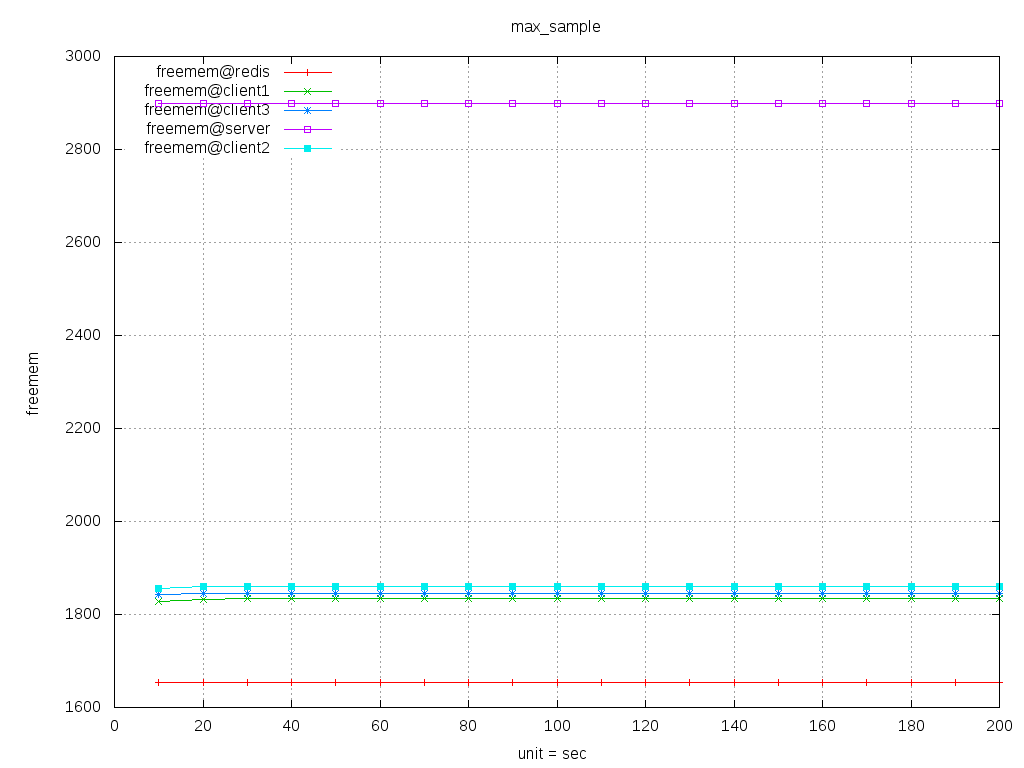 max_sample
3000
freemem@redis
freemem@client1
freemem@client3
freemem@server
freemem@client2
2800
2600
2400
2200
2000
1800
1600
freemem
0 20 40 60 80 100 120 140 160 180 200
unit = sec